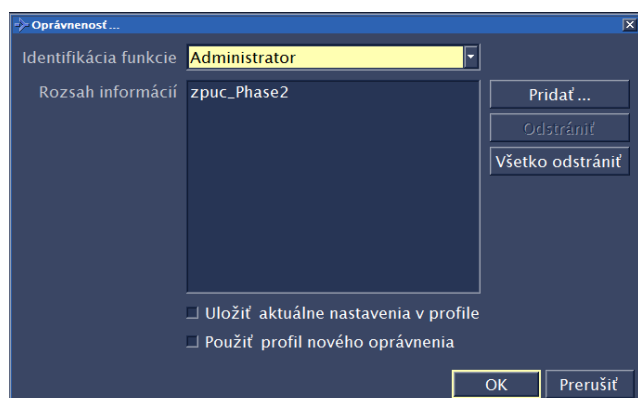 Oprávnenosť ...
Identifikácia funkcie Administrator
Rozsah informácií zpuc_Phase2
Pridať ...
Odstrániť
Všetko odstrániť
Uložiť aktuálne nastavenia v profile
Použiť profil nového oprávnenia
OK Prerušiť